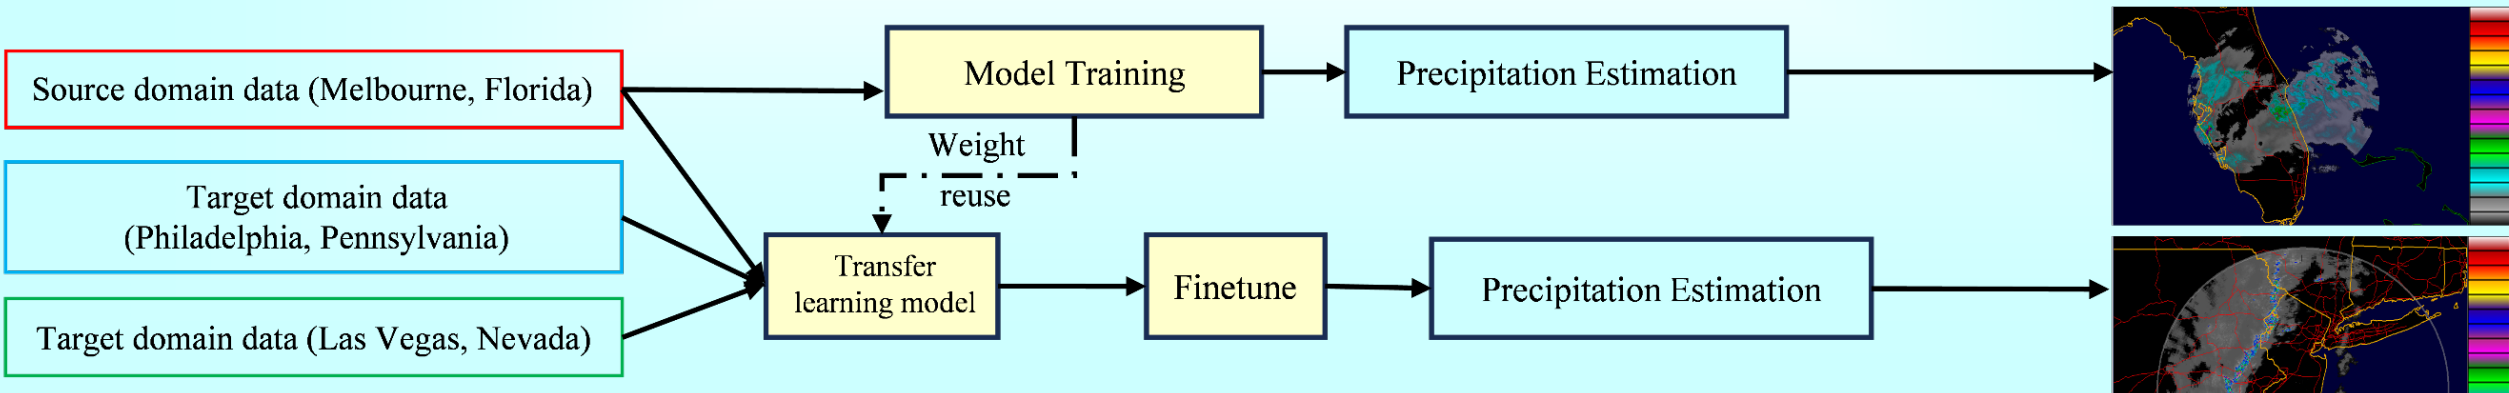 Source domain data (Melbourne, Florida)
Model Training
Precipitation Estimation
Weight
reuse
Target domain data
(Philadelphia, Pennsylvania)
Transfer
learning model
Finetune
Precipitation Estimation
Target domain data (Las Vegas, Nevada)